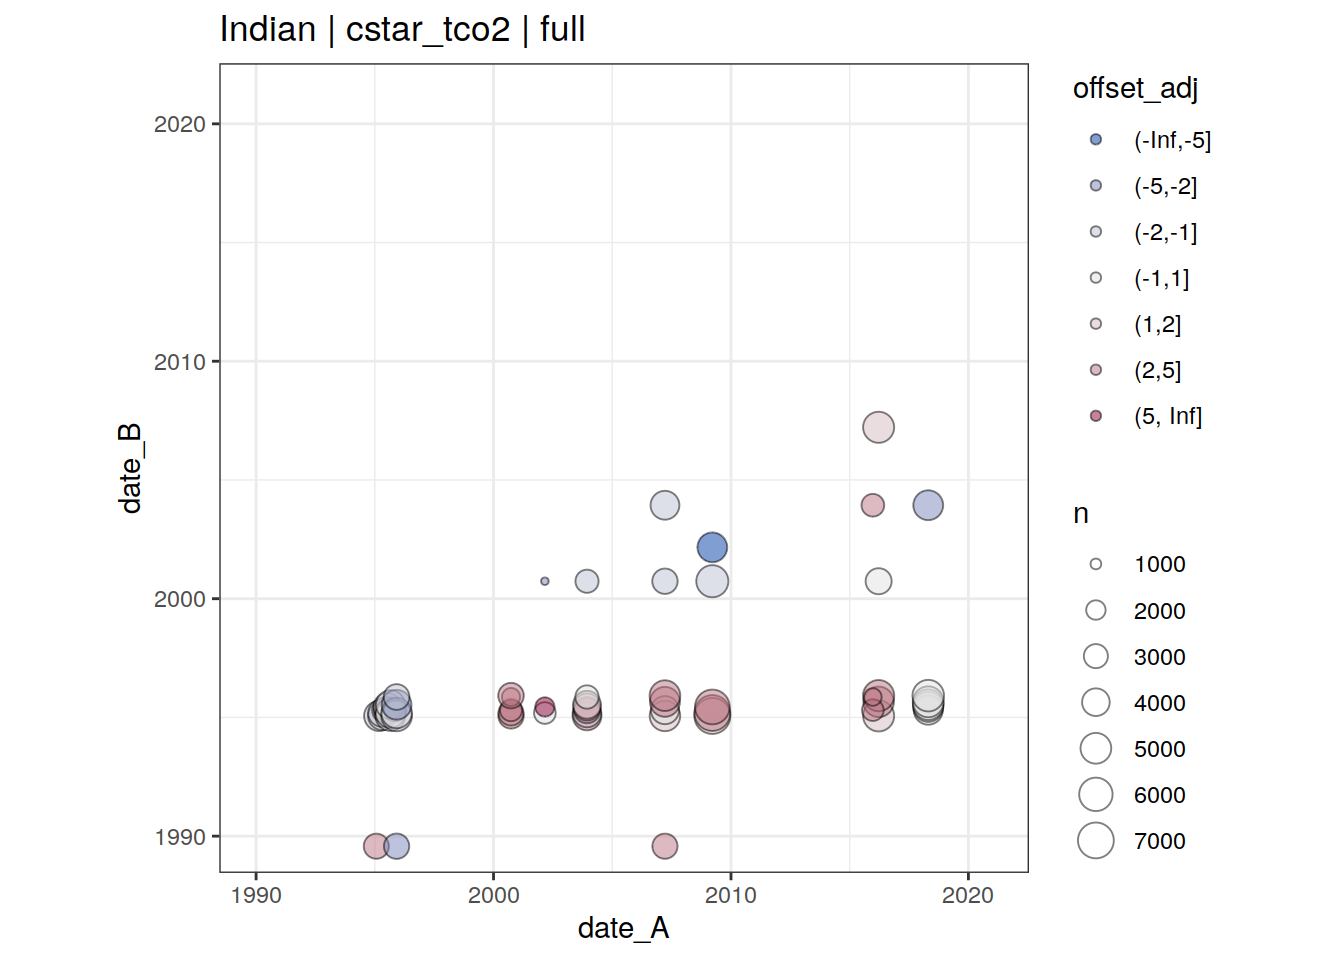 Indian | cstar_tco2 | full
2020
2010
2000
1990
date_B
1990
2000
2010
2020
date_A
offset_adj
(-Inf,-5]
(-5,-2]
(-2,-1]
(-1,1]
(1,2]
(2,5]
(5, Inf]
n
1000
2000
3000
4000
5000
6000
7000